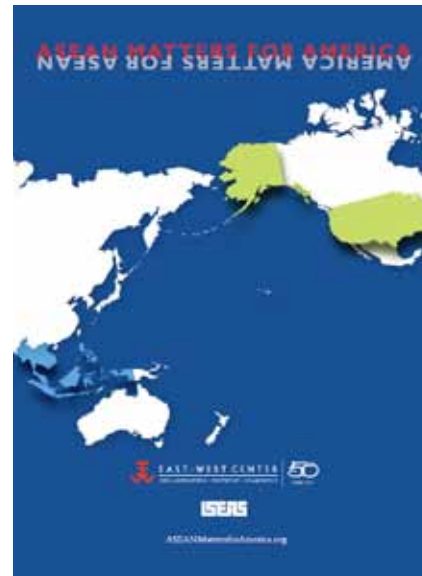 ASEAN MATTERS FOR AMERICA
AMERICA MATTERS FOR ASEAN
EAST-WEST CENTER
50
ISEAS
ASEANMattersforAmerica.org